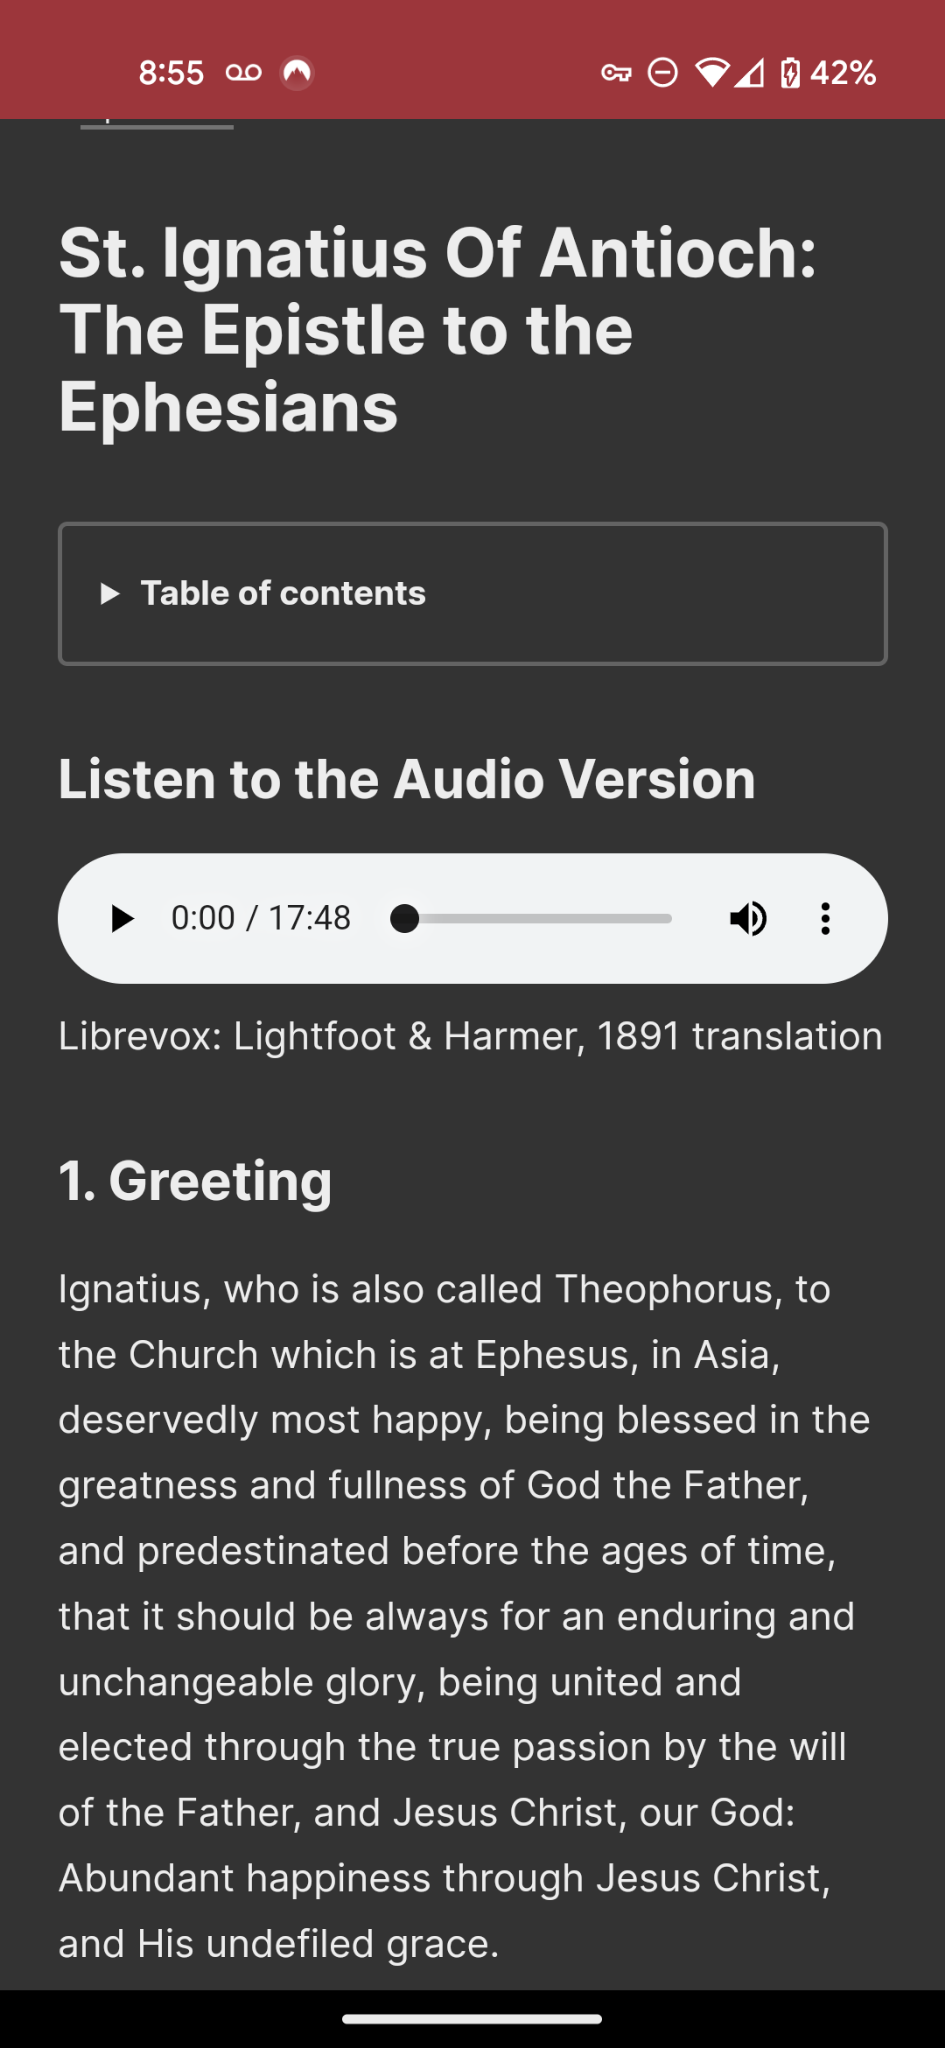 8:55 42%
St. Ignatius Of Antioch:
The Epistle to the
Ephesians
Table of contents
Listen to the Audio Version
0:00 / 17:48
Librevox: Lightfoot & Harmer, 1891 translation
1. Greeting
Ignatius, who is also called Theophorus, to
the Church which is at Ephesus, in Asia,
deservedly most happy, being blessed in the
greatness and fullness of God the Father,
and predestinated before the ages of time,
that it should be always for an enduring and
unchangeable glory, being united and
elected through the true passion by the will
of the Father, and Jesus Christ, our God:
Abundant happiness through Jesus Christ,
and His undefiled grace.